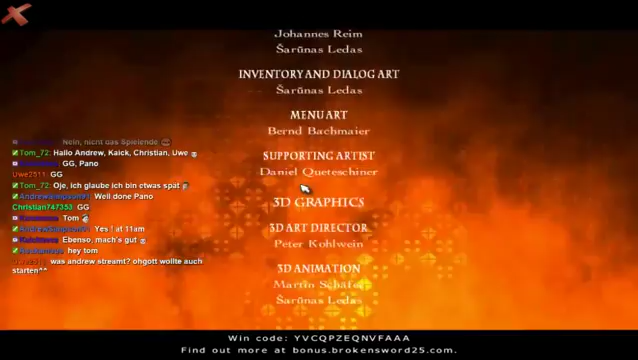 Johannes Reim
Šarūnas Ledas
INVENTORY AND DIALOG ART
Šarūnas Ledas
MENU ART
Bernd Bachmaier
SUPPORTING ARTIST
Daniel Queteschiner
3D GRAPHICS
3D ART DIRECTOR
Peter Kohlwein
3D ANIMATION
Martin Schäfer
Šarūnas Ledas
Nein, nicht das Spielende
Tom_72: Hallo Andrew, Kaick, Christian, Uwe
GG, Pano
Uwe2511: GG
Tom_72: Oje, ich glaube ich bin etwas spat
Well done Pano
Christian747353: GG
Tom
Yes ! at 11am
Ebenso, mach's gut
hey tom
was andrew streamt? ohgott wollte auch
starten^^
Win code: YVCQPZEQNVFAAA
Find out more at bonus.brokensword25.com.